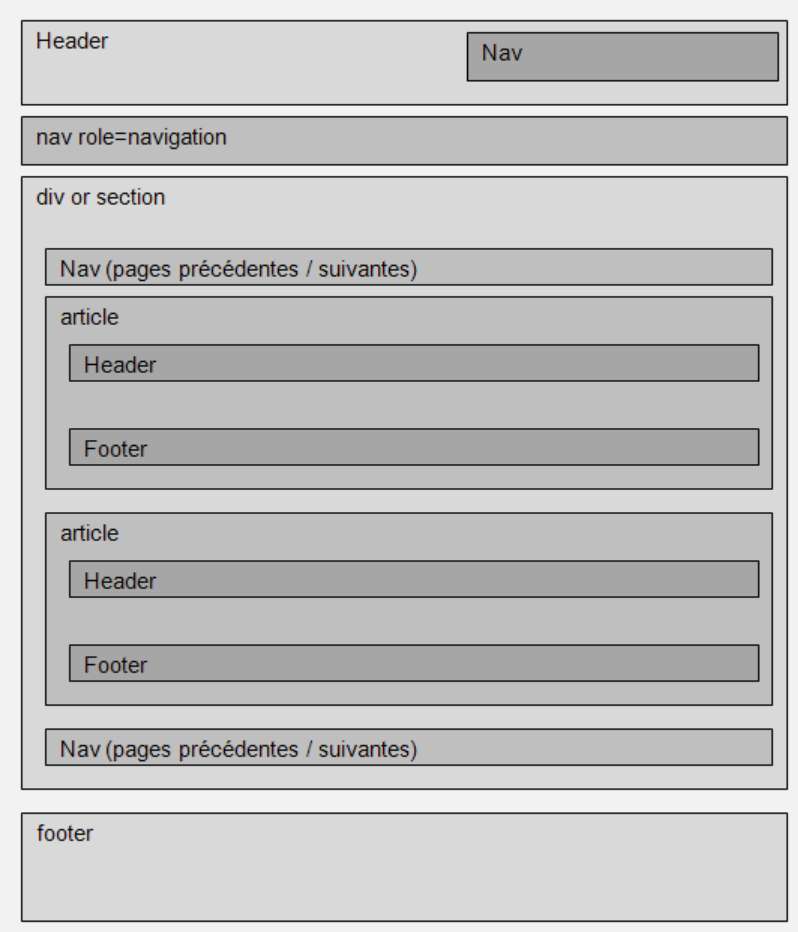 Header
Nav
nav role=navigation
div or section
Nav (pages précédentes / suivantes)
article
Header
Footer
article
Header
Footer
Nav (pages précédentes / suivantes)
footer